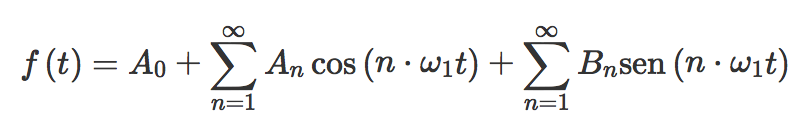 f (t) = A₀ + ∑_{n=1}^{∞} Aₙ cos (n · ω₁t) + ∑_{n=1}^{∞} Bₙsen (n · ω₁t)